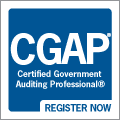 CGAP®
Certified Government
Auditing Professional®
REGISTER NOW